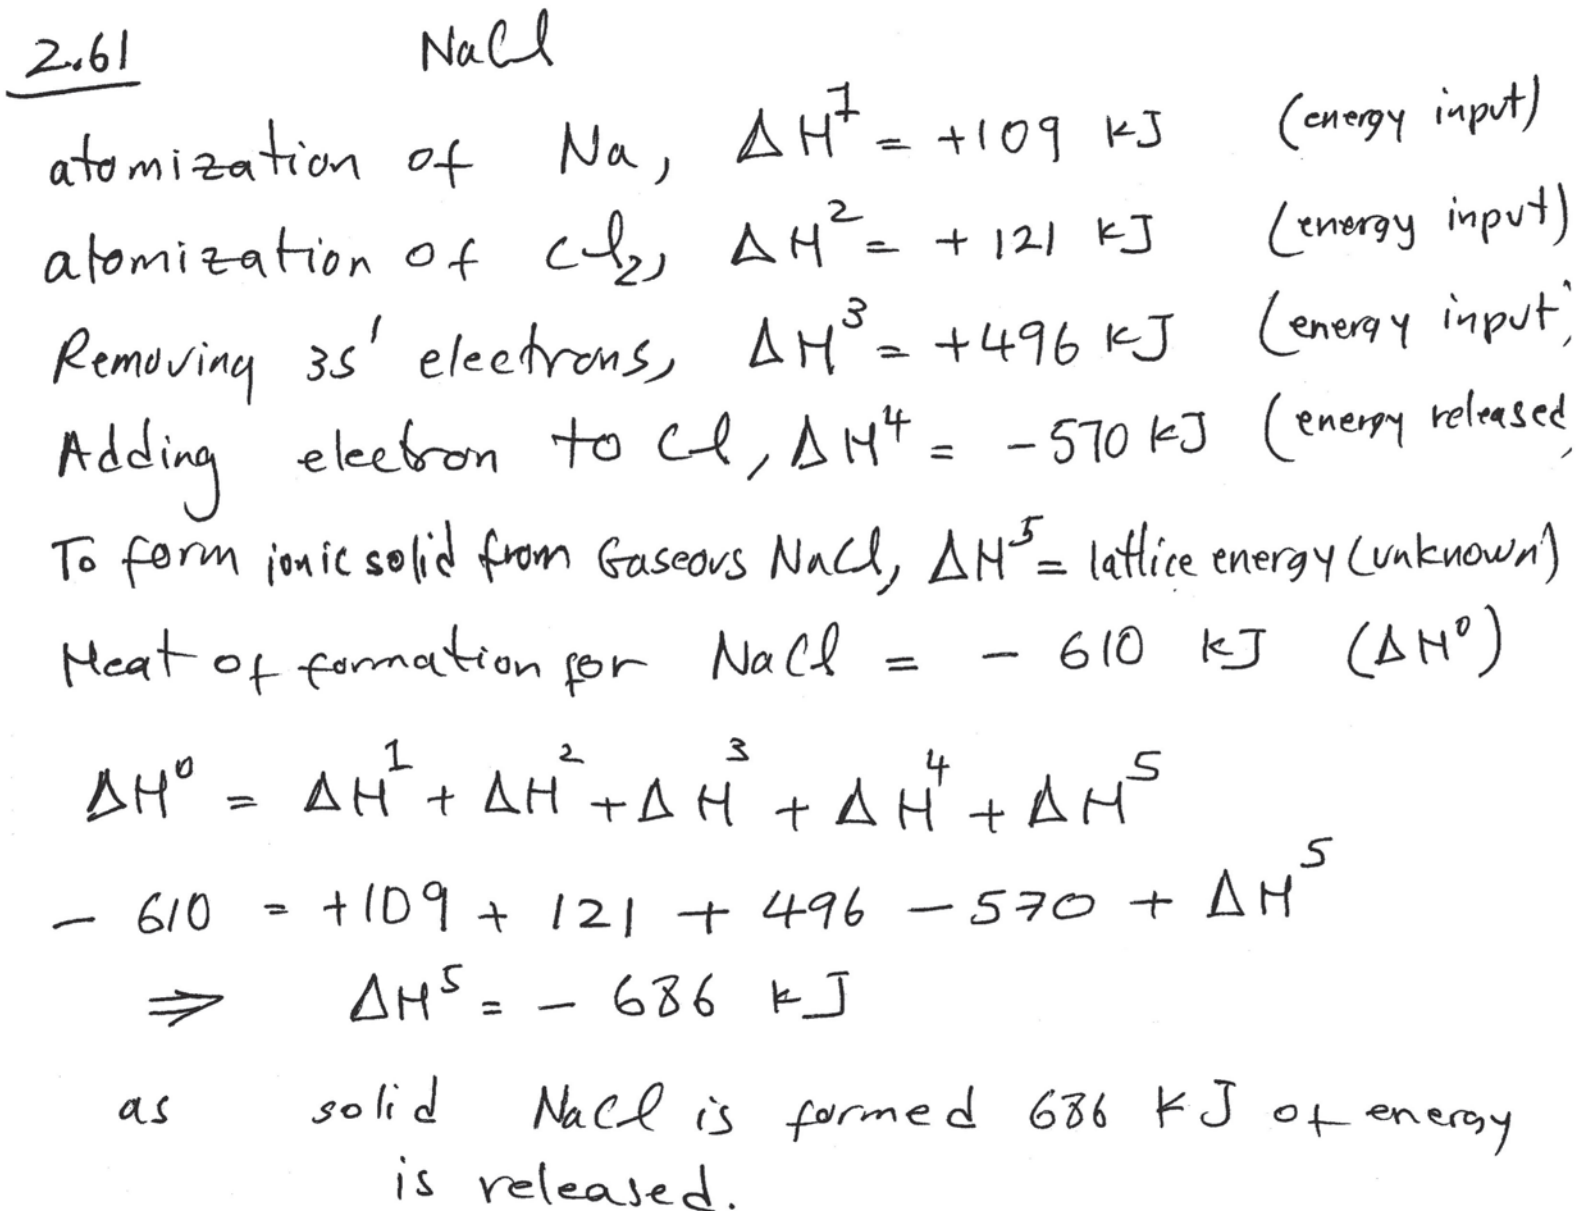 2.61 NaCl
atomization of Na, ΔH¹ = +109 kJ (energy input)
atomization of Cl₂, ΔH² = + 121 kJ (energy input)
Removing 3s' electrons, ΔH³ = +496 kJ (energy input)
Adding electron to Cl, ΔH⁴ = -570 kJ (energy released)
To form ionic solid from Gaseous NaCl, ΔH⁵ = lattice energy (unknown)
Heat of formation for NaCl = - 610 kJ (ΔH⁰)
ΔH⁰ = ΔH¹ + ΔH² + ΔH³ + ΔH⁴ + ΔH⁵
- 610 = +109 + 121 + 496 - 570 + ΔH⁵
⇒ ΔH⁵ = - 686 kJ
as solid NaCl is formed 686 kJ of energy
is released.